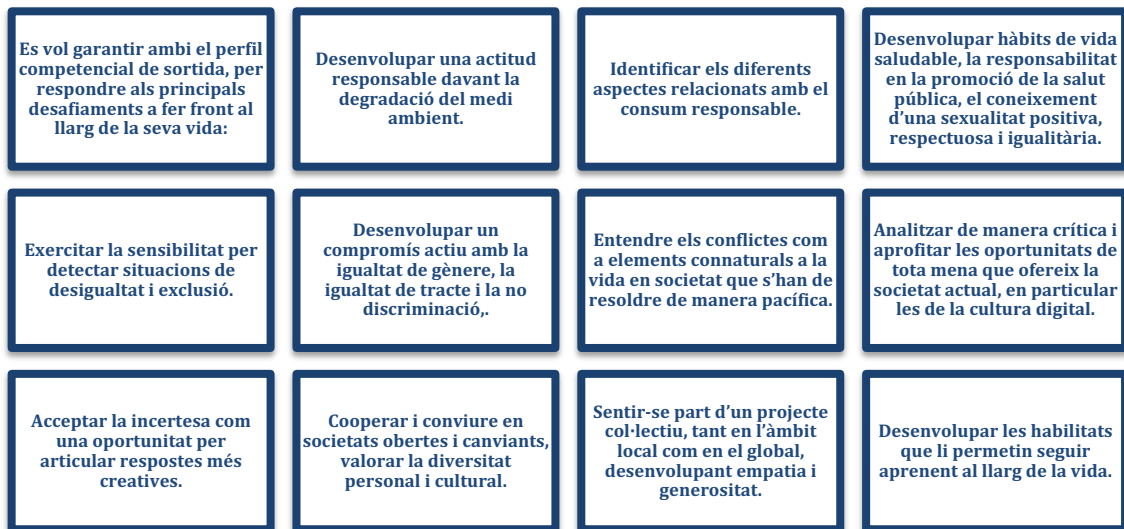 Es vol garantir ambi el perfil
competencial de sortida, per
respondre als principals
desafiaments a fer front al
llarg de la seva vida:
Desenvolupar una actitud
responsable davant la
degradació del medi
ambient.
Identificar els diferents
aspectes relacionats amb el
consum responsable.
Desenvolupar hàbits de vida
saludable, la responsabilitat
en la promoció de la salut
pública, el coneixement
d’una sexualitat positiva,
respectuosa i igualitària.
Exercitar la sensibilitat per
detectar situacions de
desigualtat i exclusió.
Desenvolupar un
compromís actiu amb la
igualtat de gènere, la
igualtat de tracte i la no
discriminació,.
Entendre els conflictes com
a elements connaturals a la
vida en societat que s’han de
resoldre de manera pacífica.
Analitzar de manera crítica i
aprofitar les oportunitats de
tota mena que ofereix la
societat actual, en particular
les de la cultura digital.
Acceptar la incertesa com
una oportunitat per
articular respostes més
creatives.
Cooperar i conviure en
societats obertes i canviants,
valorar la diversitat
personal i cultural.
Sentir-se part d’un projecte
col·lectiu, tant en l’àmbit
local com en el global,
desenvolupant empatia i
generositat.
Desenvolupar les habilitats
que li permetin seguir
aprenent al llarg de la vida.